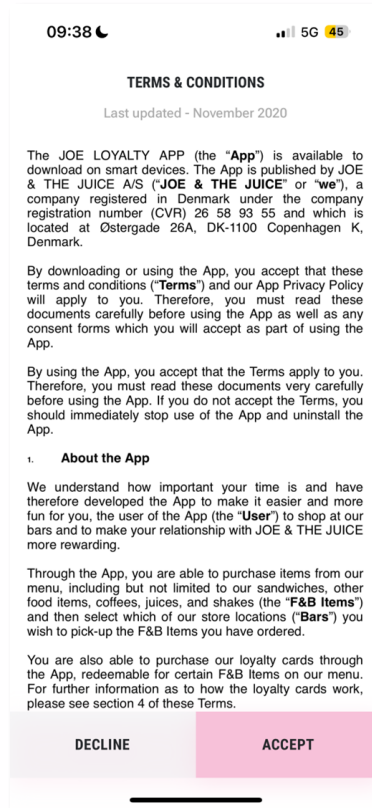 09:38
5G 45
TERMS & CONDITIONS
Last updated - November 2020
The JOE LOYALTY APP (the “App”) is available to
download on smart devices. The App is published by JOE
& THE JUICE A/S (“JOE & THE JUICE” or “we”), a
company registered in Denmark under the company
registration number (CVR) 26 58 93 55 and which is
located at Østergade 26A, DK-1100 Copenhagen K,
Denmark.
By downloading or using the App, you accept that these
terms and conditions (“Terms”) and our App Privacy Policy
will apply to you. Therefore, you must read these
documents carefully before using the App as well as any
consent forms which you will accept as part of using the
App.
By using the App, you accept that the Terms apply to you.
Therefore, you must read these documents very carefully
before using the App. If you do not accept the Terms, you
should immediately stop use of the App and uninstall the
App.
1. About the App
We understand how important your time is and have
therefore developed the App to make it easier and more
fun for you, the user of the App (the “User”) to shop at our
bars and to make your relationship with JOE & THE JUICE
more rewarding.
Through the App, you are able to purchase items from our
menu, including but not limited to our sandwiches, other
food items, coffees, juices, and shakes (the “F&B Items”)
and then select which of our store locations (“Bars”) you
wish to pick-up the F&B Items you have ordered.
You are also able to purchase our loyalty cards through
the App, redeemable for certain F&B Items on our menu.
For further information as to how the loyalty cards work,
please see section 4 of these Terms.
DECLINE
ACCEPT